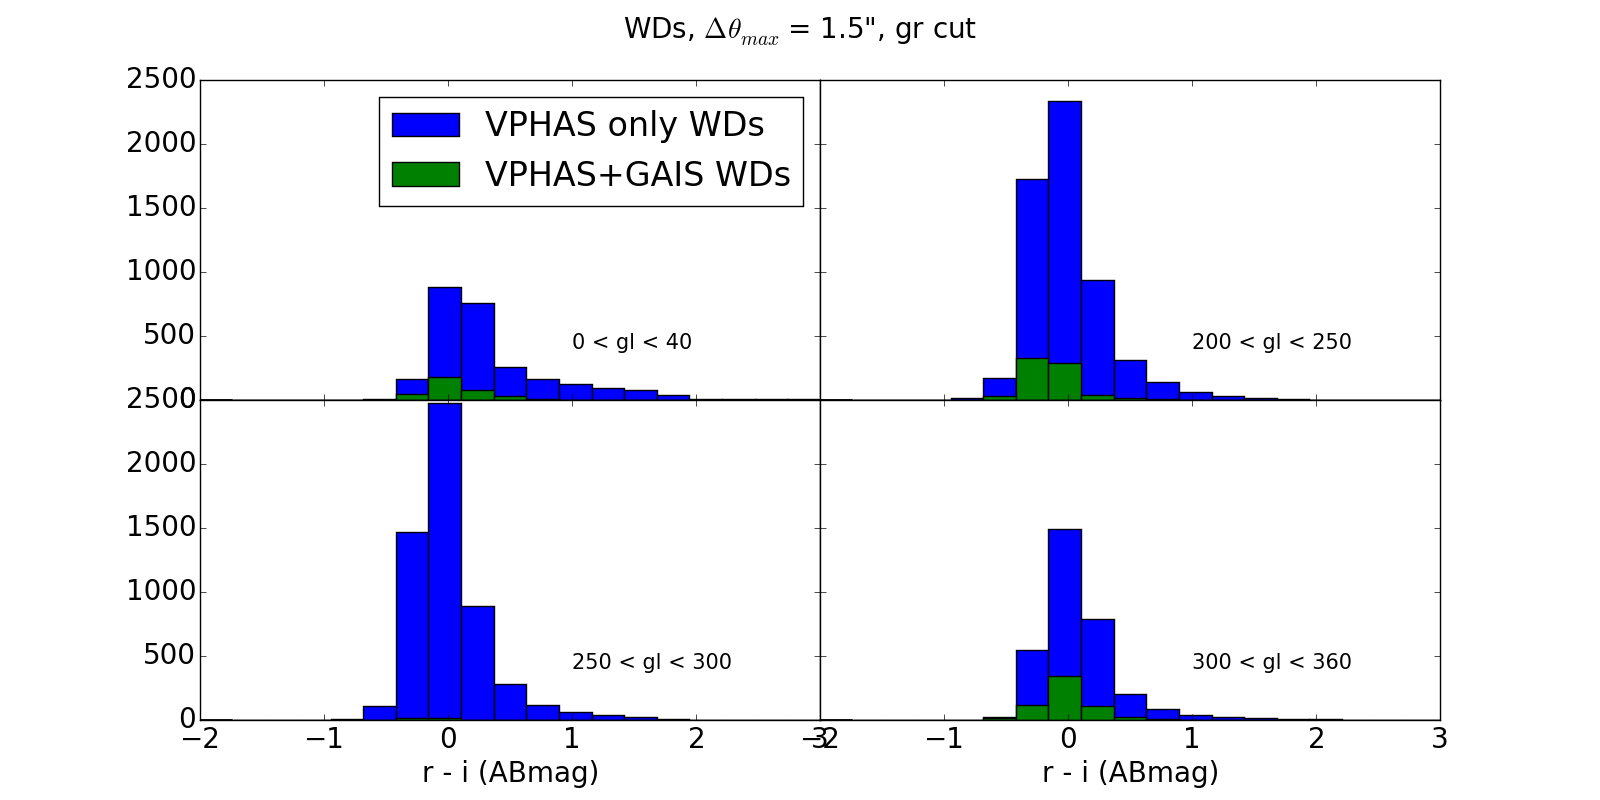 WDs, Δθmax = 1.5", gr cut
2500
2000
1500
1000
500
VPHAS only WDs
VPHAS+GAIS WDs
0 < gl < 40
200 < gl < 250
2500
2000
1500
1000
500
0
250 < gl < 300
300 < gl < 360
−2 −1 0 1 2 3
−2 −1 0 1 2 3
r - i (ABmag)
r - i (ABmag)